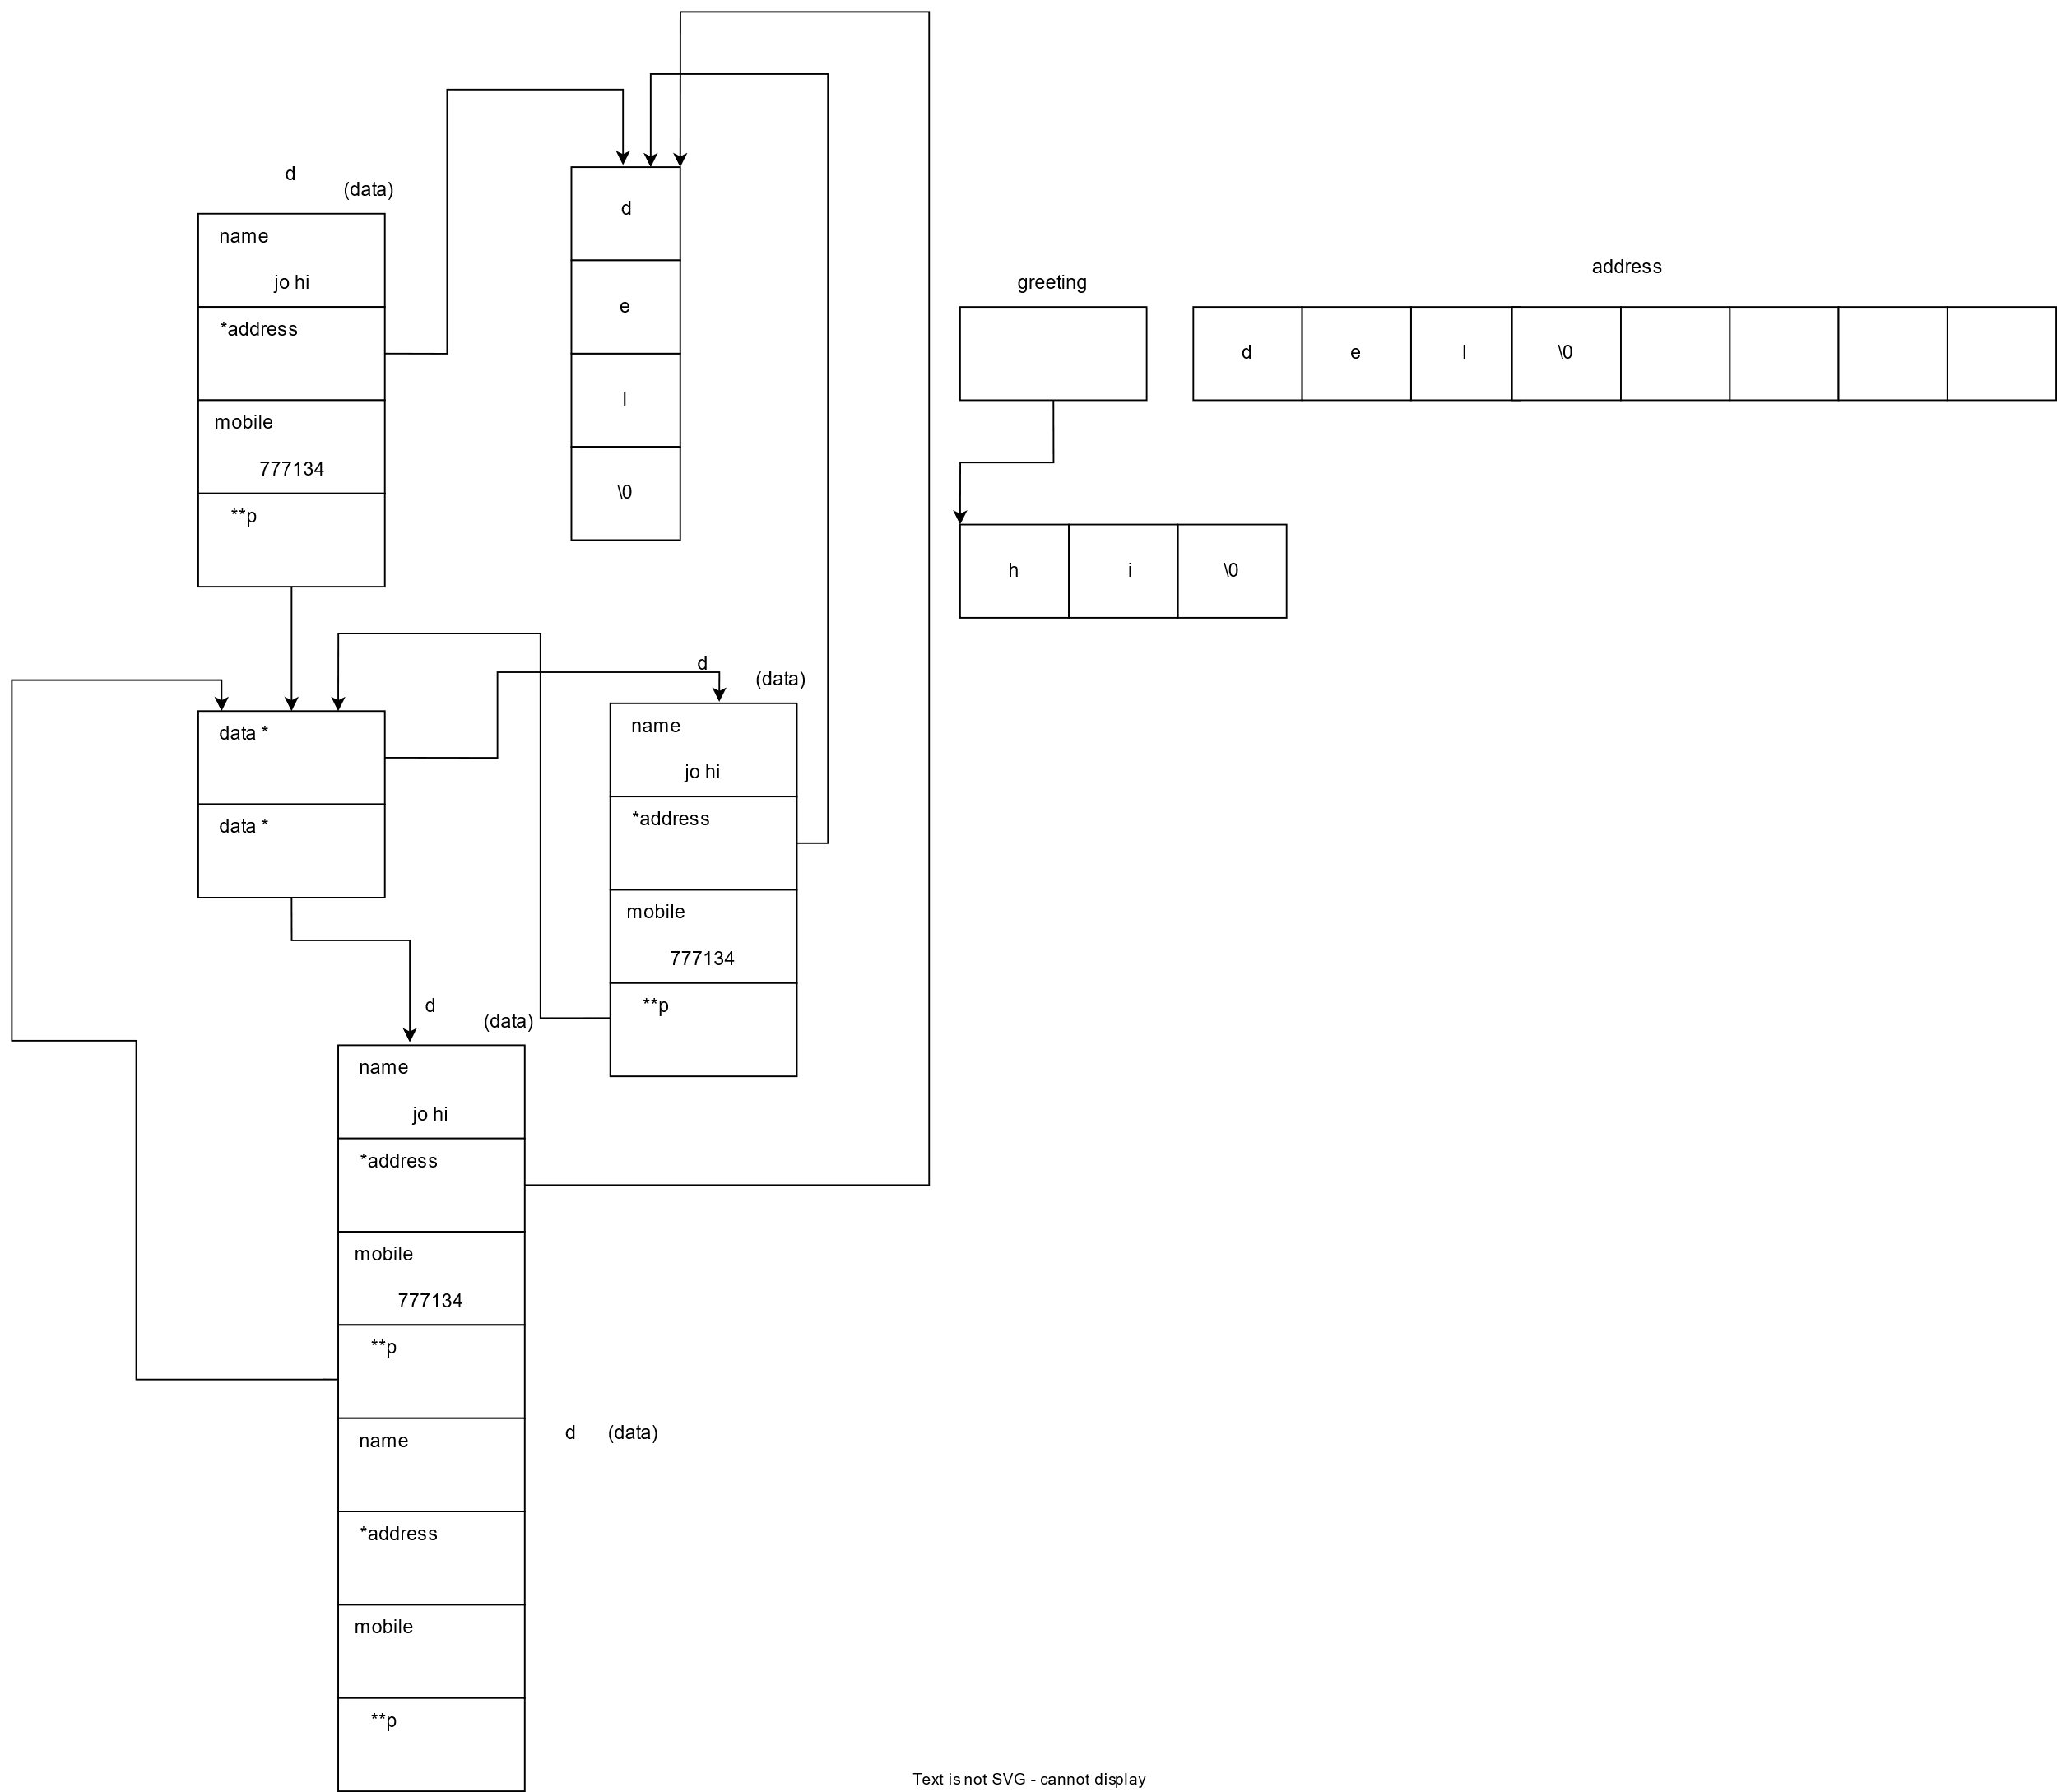 d
(data)
name
jo hi
*address
mobile
777134
**p
d
e
l
\0
greeting
address
d
e
l
\0
h
i
\0
data *
data *
d
(data)
name
jo hi
*address
mobile
777134
**p
d
(data)
name
jo hi
*address
mobile
777134
**p
d
(data)
name
*address
mobile
**p
Text is not SVG - cannot display